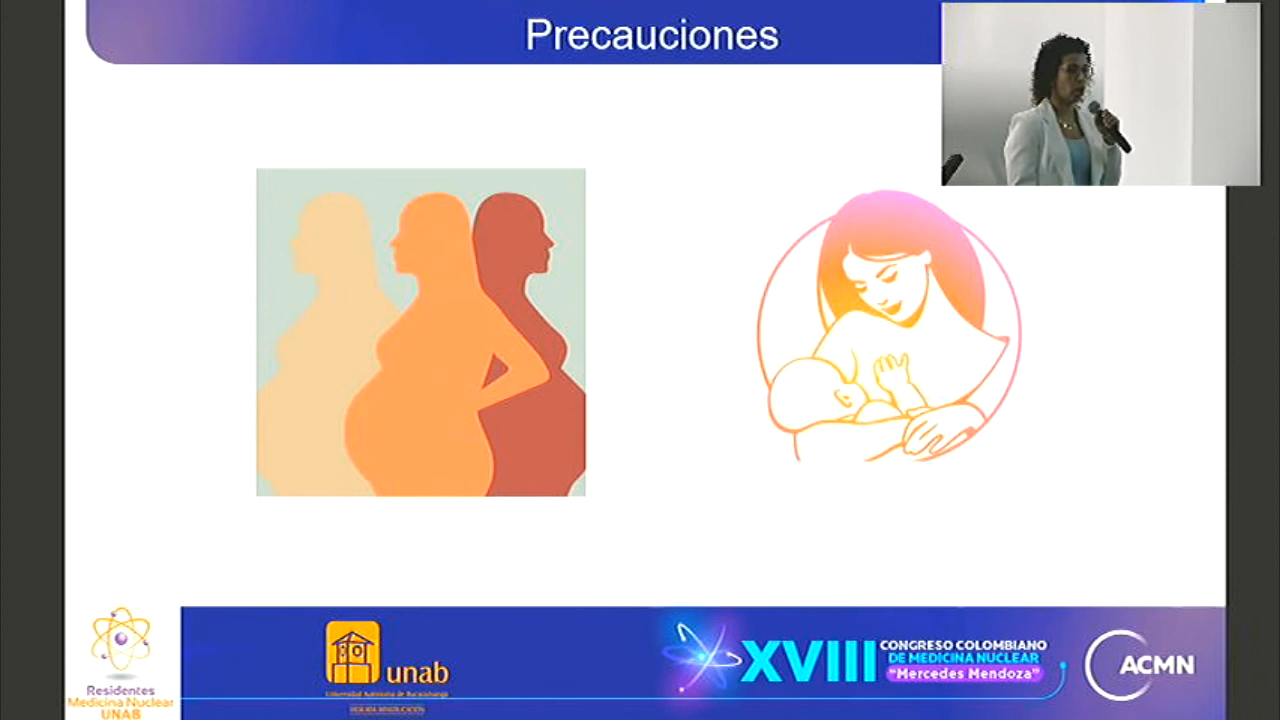 Precauciones
Residentes
Medicina Nuclear
UNAB
unab
Universidad Autónoma de Bucaramanga
XVIII
CONGRESO COLOMBIANO
DE MEDICINA NUCLEAR
"Mercedes Mendoza"
ACMN